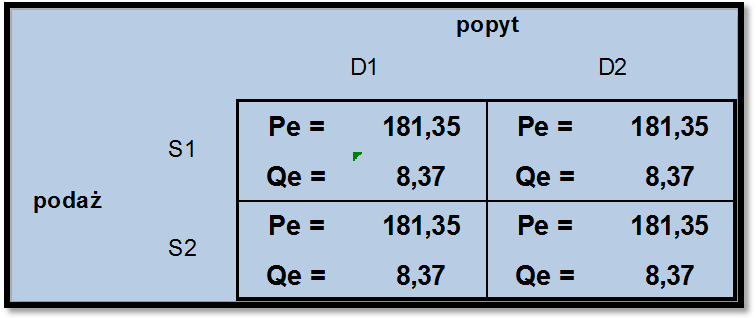 popyt
D1 D2
S1
Pe = 181,35 Pe = 181,35
Qe = 8,37 Qe = 8,37
podaż
S2
Pe = 181,35 Pe = 181,35
Qe = 8,37 Qe = 8,37